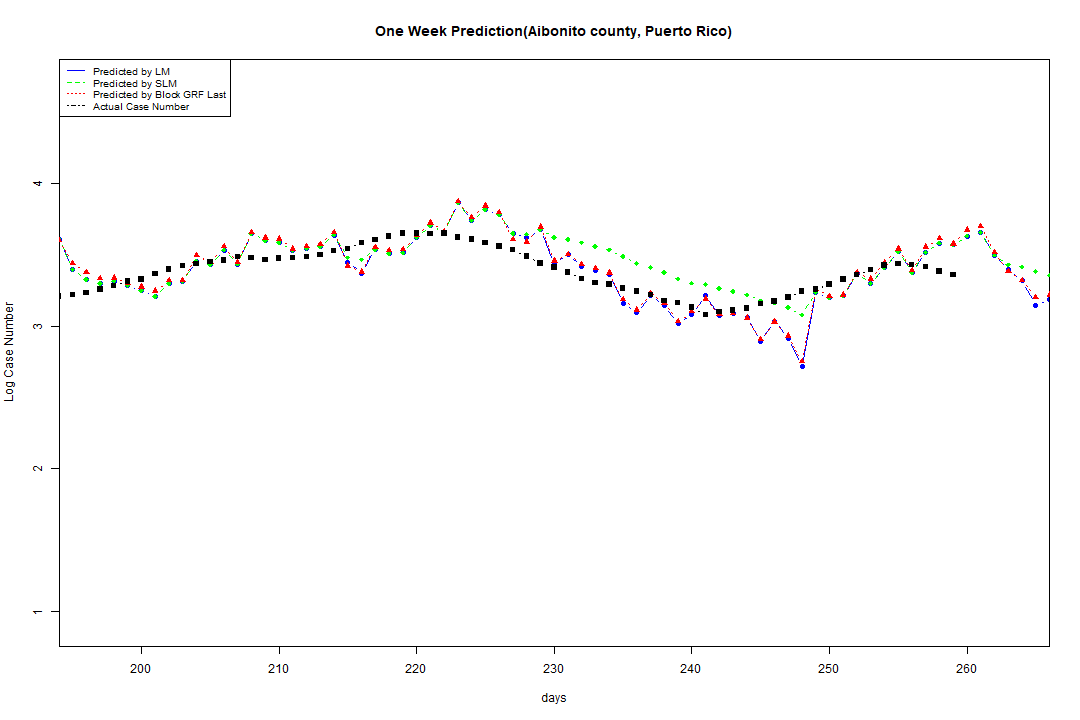 One Week Prediction(Aibonito county, Puerto Rico)
Predicted by LM
Predicted by SLM
Predicted by Block GRF Last
Actual Case Number
4
3
2
1
Log Case Number
200 210 220 230 240 250 260
days